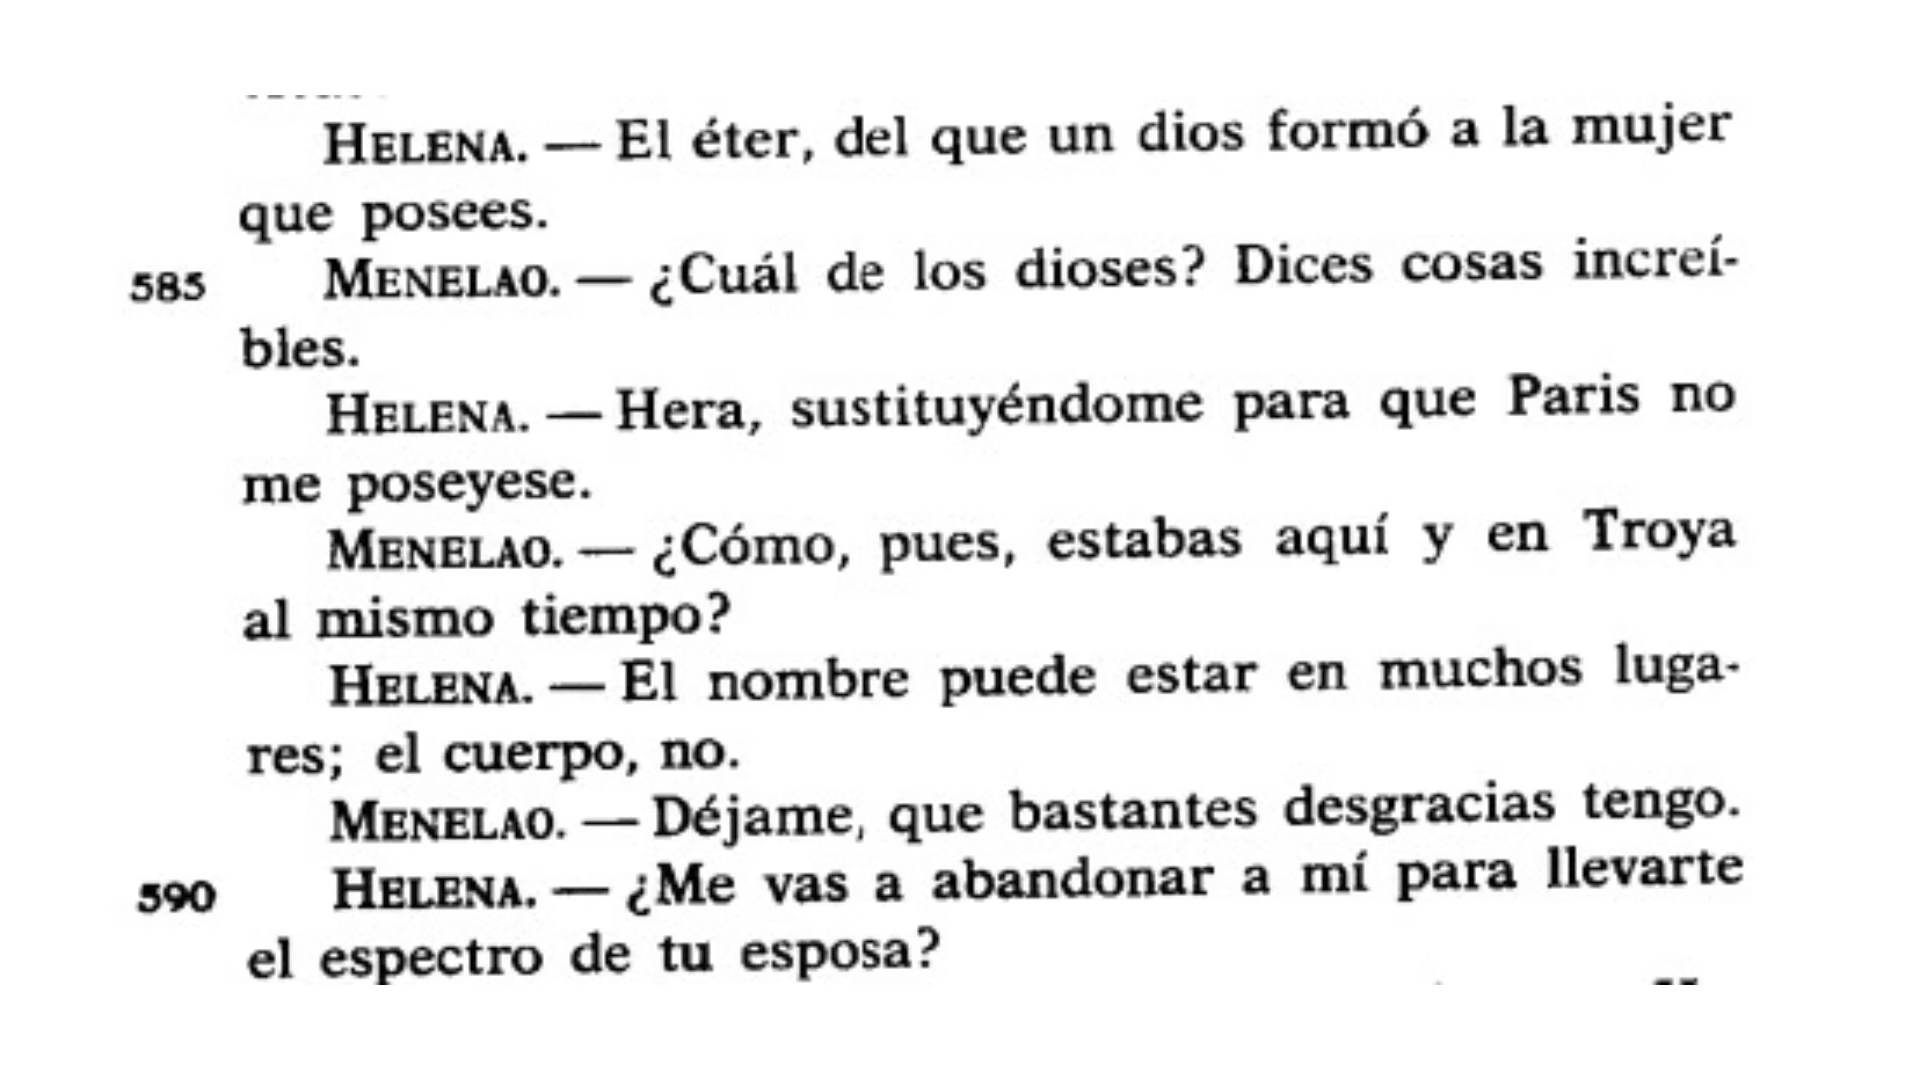 HELENA. — El éter, del que un dios formó a la mujer
que posees.
585 MENELAO. — ¿Cuál de los dioses? Dices cosas increí-
bles.
HELENA. — Hera, sustituyéndome para que Paris no
me poseyese.
MENELAO. — ¿Cómo, pues, estabas aquí y en Troya
al mismo tiempo?
HELENA. — El nombre puede estar en muchos luga-
res; el cuerpo, no.
MENELAO. — Déjame, que bastantes desgracias tengo.
590 HELENA. — ¿Me vas a abandonar a mí para llevarte
el espectro de tu esposa?